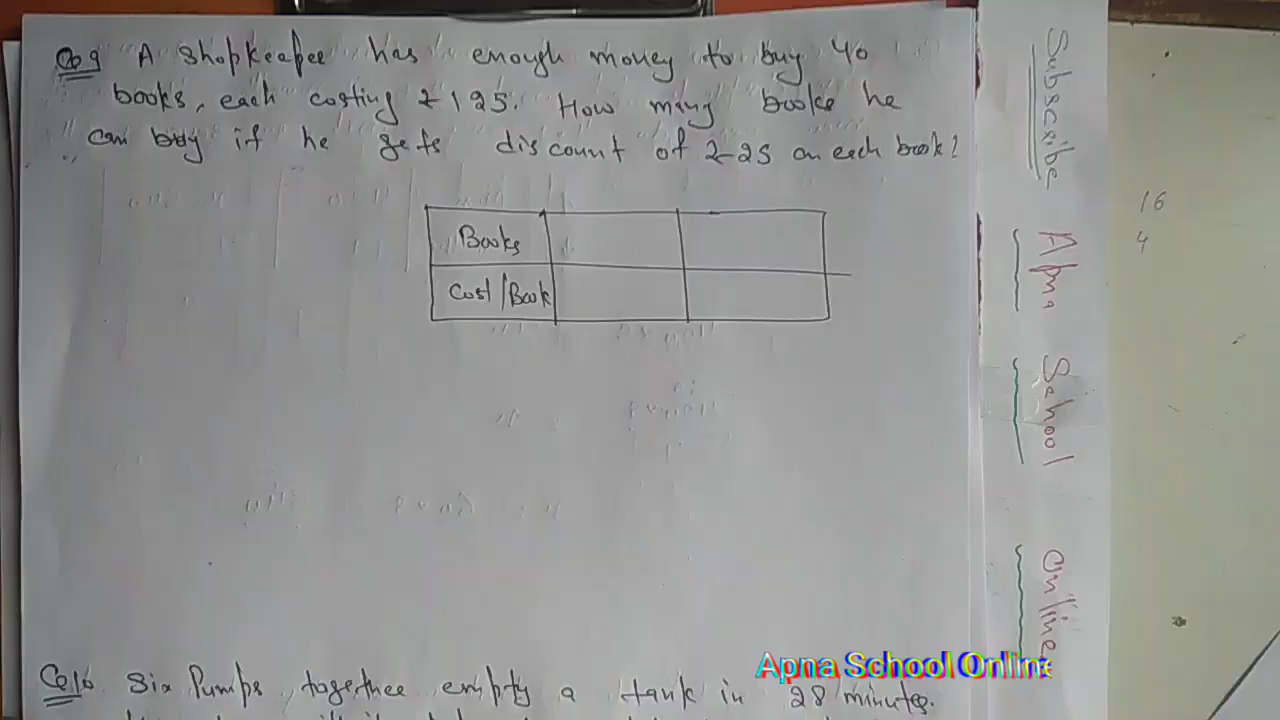 Q9 A Shopkeeper has enough money to buy 40
books, each costing ₹125. How many books he
can buy if he gets discount of ₹25 on each book?
Books
Cost/Book
Q10 Six Pumps together empty a tank in 28 minutes.
Subscribe Apna School Online
16
4
Apna School Online